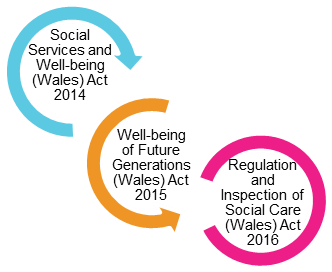 Social
Services and
Well-being
(Wales) Act
2014
Well-being
of Future
Generations
(Wales) Act
2015
Regulation
and
Inspection of
Social Care
(Wales) Act
2016